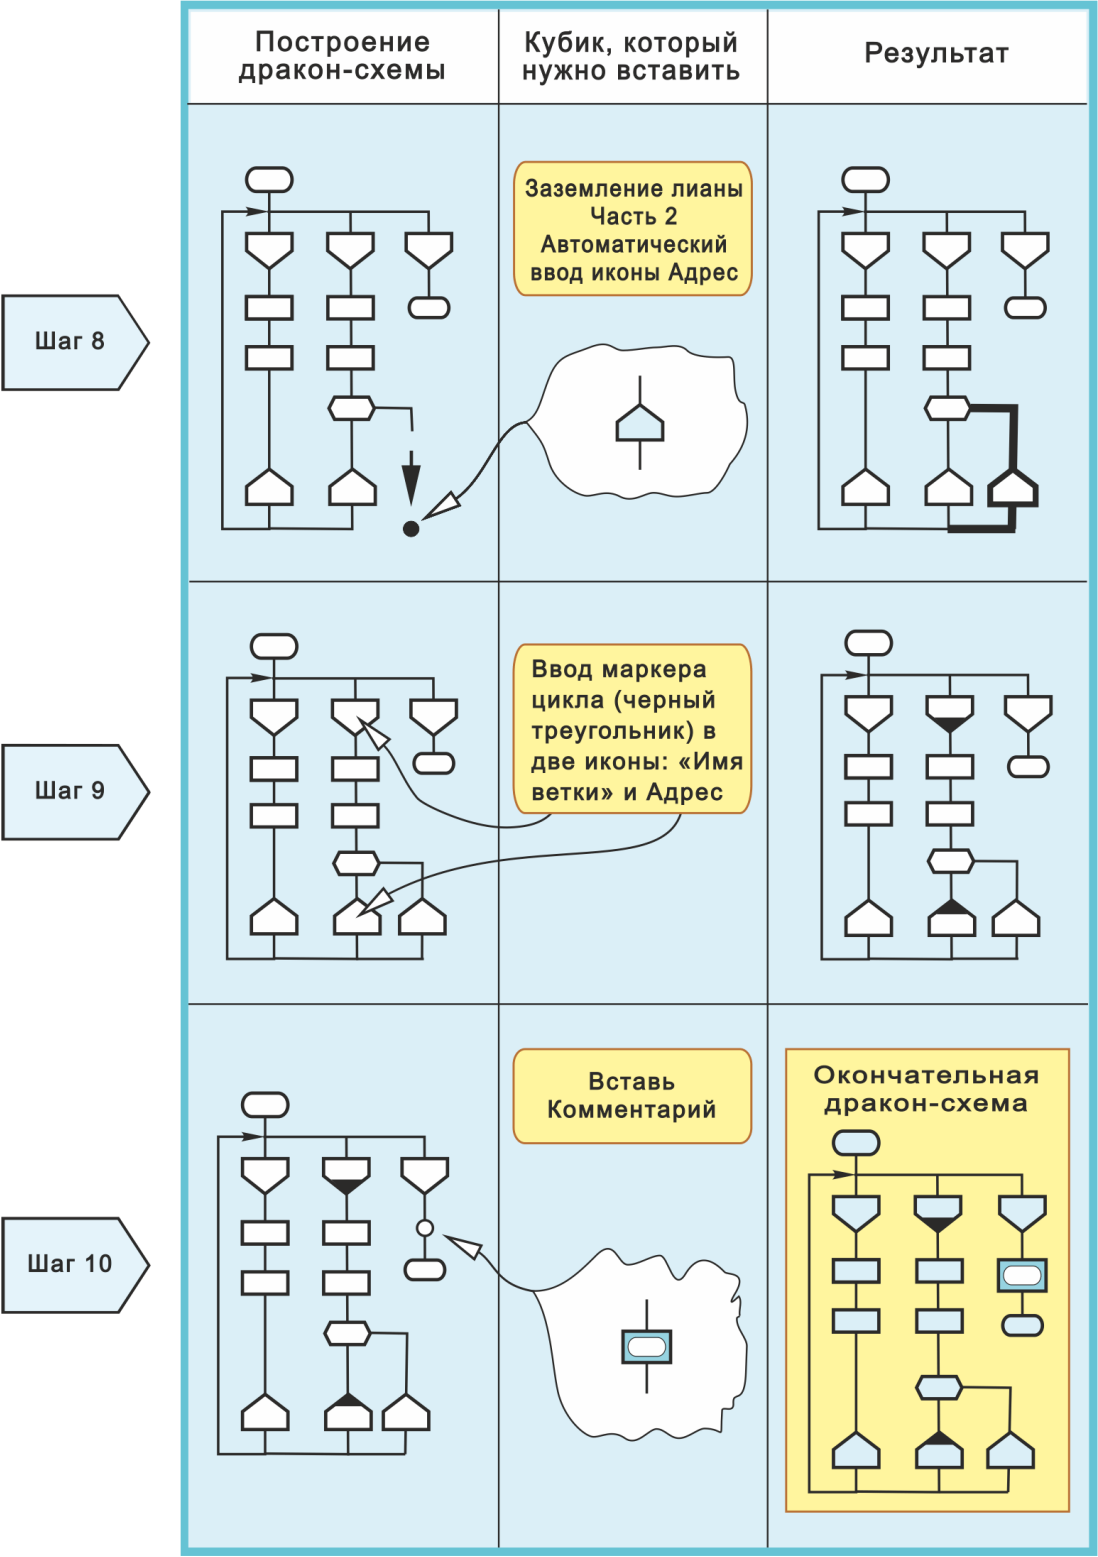 Построение
дракон-схемы
Кубик, который
нужно вставить
Результат
Шаг 8
Заземление лианы
Часть 2
Автоматический
ввод иконы Адрес
Шаг 9
Ввод маркера
цикла (черный
треугольник) в
две иконы: «Имя
ветки» и Адрес
Шаг 10
Вставь
Комментарий
Окончательная
дракон-схема